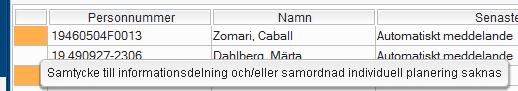 Personnummer Namn Senaste
19460504F0013 Zomari, Caball Automatiskt meddelande
19 490927-2306 Dahlberg, Märta Automatiskt meddelande
Samtycke till informationsdelning och/eller samordnad individuell planering saknas